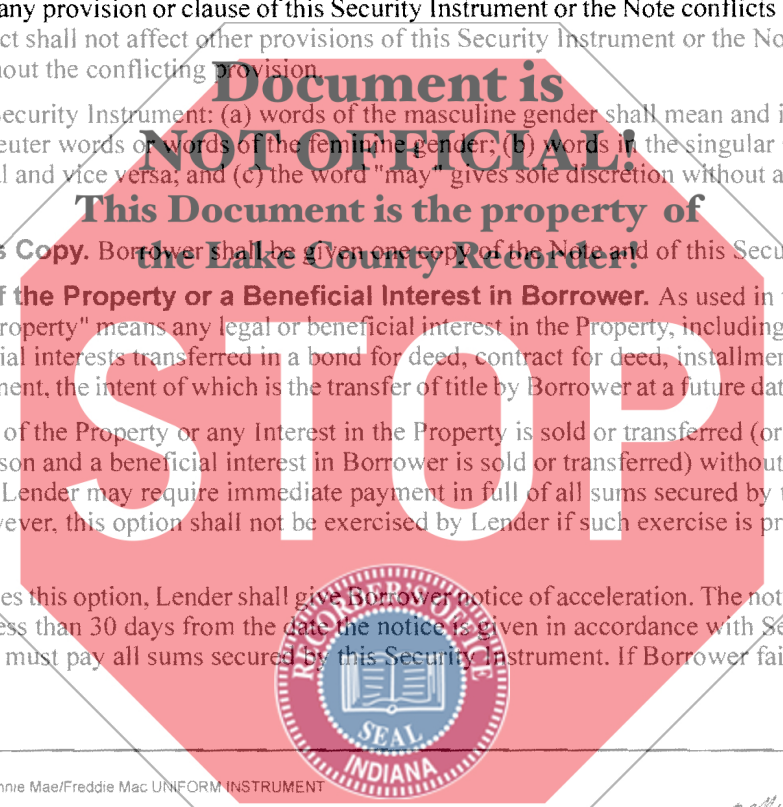 any provision or clause of this Security Instrument or the Note conflicts
ct shall not affect other provisions of this Security Instrument or the No
hout the conflicting provision.
Document is
Security Instrument: (a) words of the masculine gender shall mean and i
euter words or words of the feminine gender; (b) words in the singular
NOT OFFICIAL!
l and vice versa; and (c) the word "may" gives sole discretion without a
This Document is the property of
s Copy. Borrower shall be given one copy of the Note and of this Secu
the Lake County Recorder!
f the Property or a Beneficial Interest in Borrower. As used in
roperty" means any legal or beneficial interest in the Property, including
ial interests transferred in a bond for deed, contract for deed, installmen
ment, the intent of which is the transfer of title by Borrower at a future dat
STOP
of the Property or any Interest in the Property is sold or transferred (or
son and a beneficial interest in Borrower is sold or transferred) without
Lender may require immediate payment in full of all sums secured by
vever, this option shall not be exercised by Lender if such exercise is pr
es this option, Lender shall give Borrower notice of acceleration. The not
ess than 30 days from the date the notice is given in accordance with Se
must pay all sums secured by this Security Instrument. If Borrower fai
RECORDER'S OFFICE
SEAL
INDIANA
nnie Mae/Freddie Mac UNIFORM INSTRUMENT